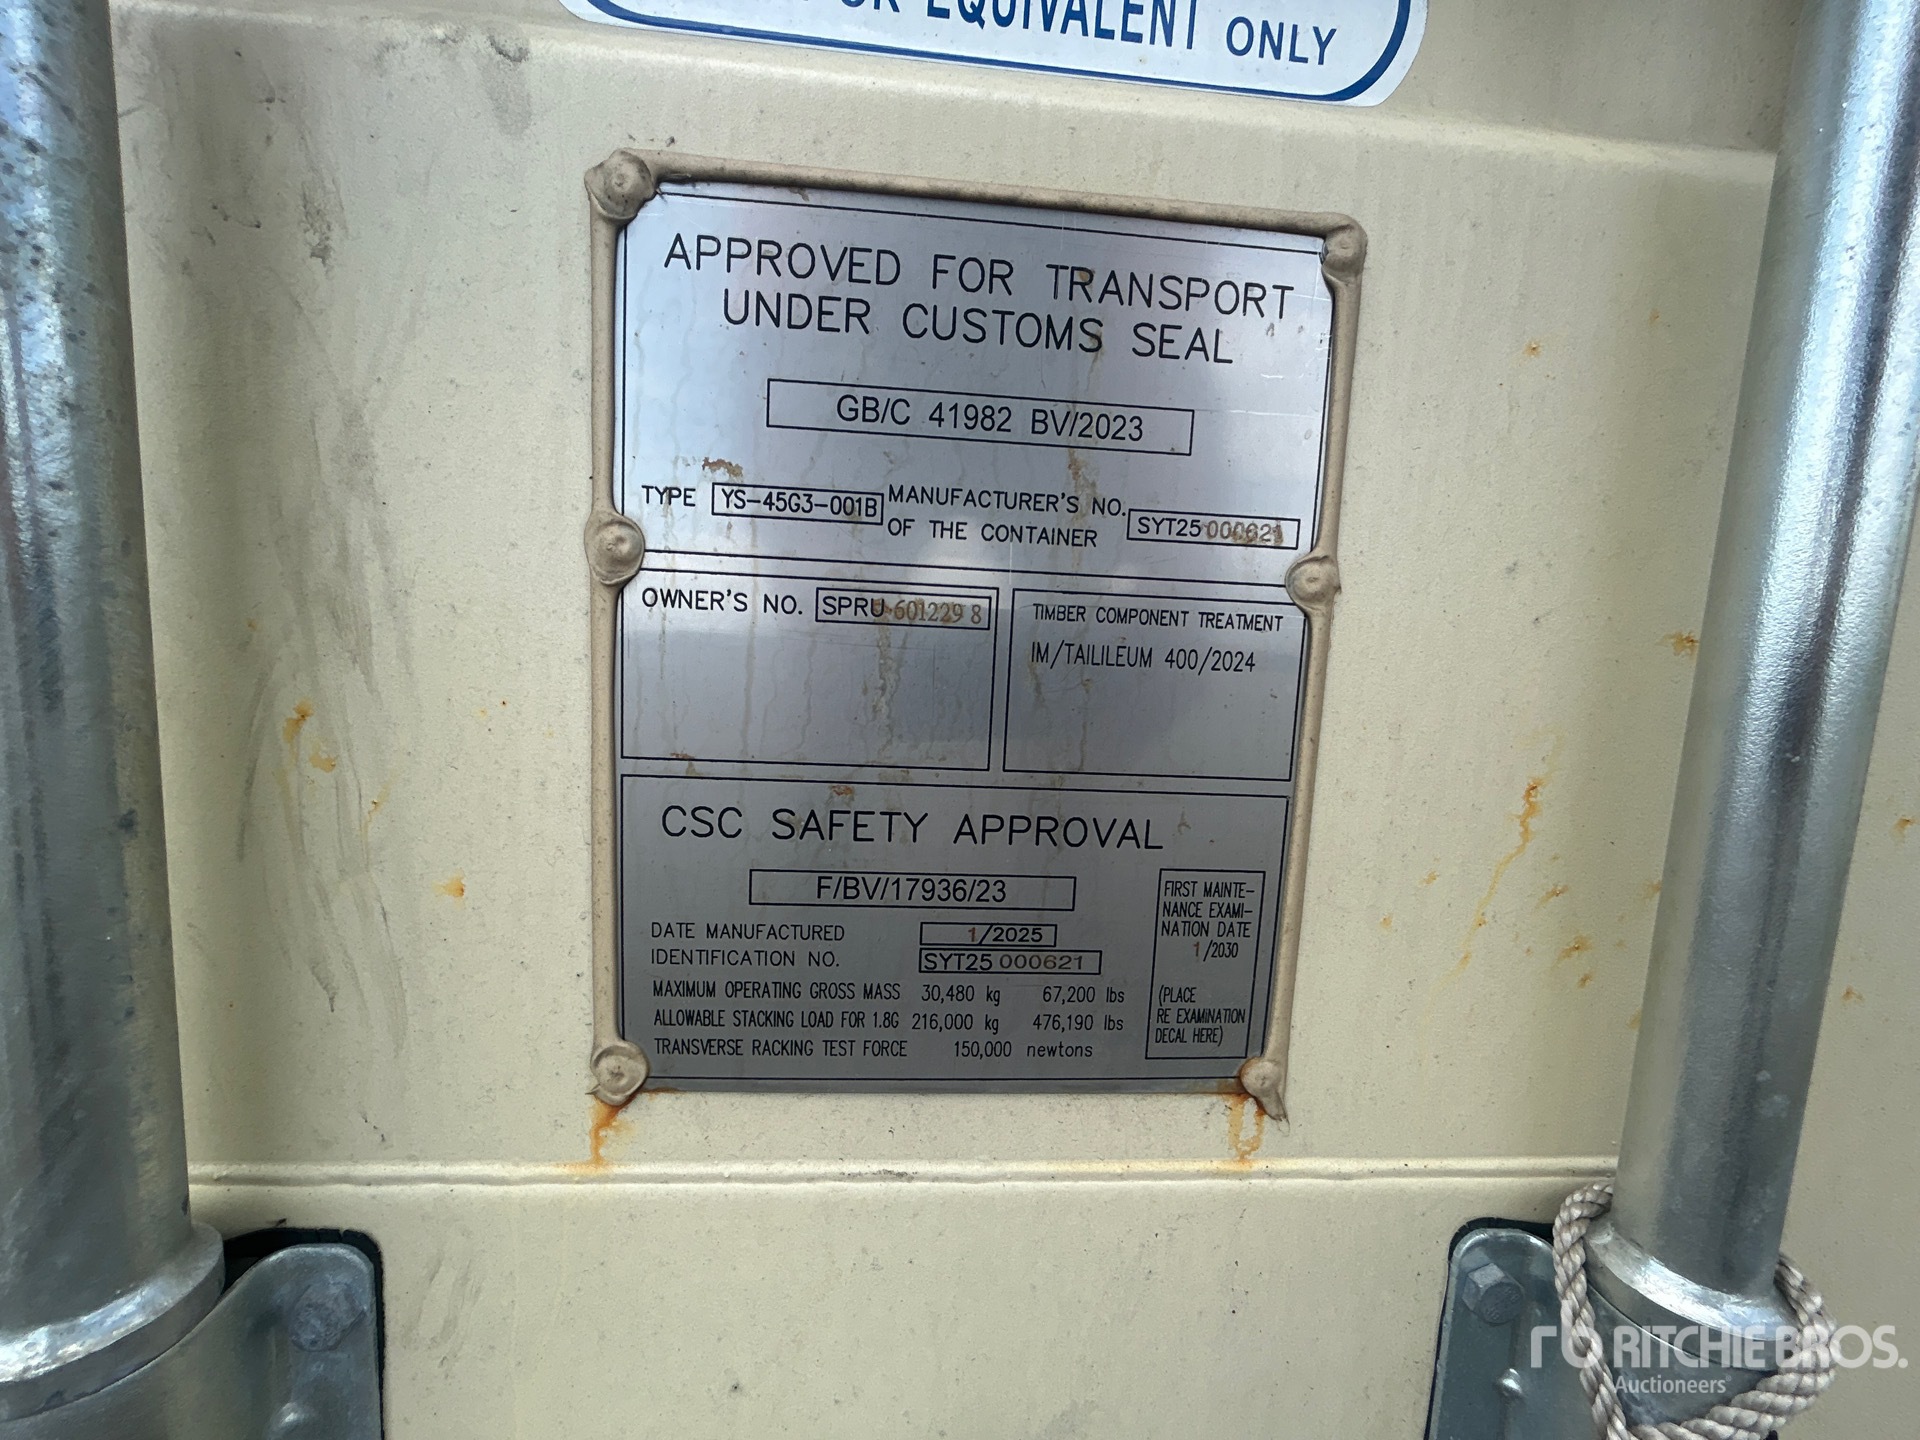 OR EQUIVALENT ONLY
APPROVED FOR TRANSPORT
UNDER CUSTOMS SEAL
GB/C 41982 BV/2023
TYPE YS-45G3-001B MANUFACTURER'S NO.
OF THE CONTAINER SYT25 000621
OWNER'S NO. SPRU 601229 8
TIMBER COMPONENT TREATMENT
IM/TAILILEUM 400/2024
CSC SAFETY APPROVAL
F/BV/17936/23
DATE MANUFACTURED 1/2025
IDENTIFICATION NO. SYT25 000621
MAXIMUM OPERATING GROSS MASS 30,480 kg 67,200 lbs
ALLOWABLE STACKING LOAD FOR 1.8G 216,000 kg 476,190 lbs
TRANSVERSE RACKING TEST FORCE 150,000 newtons
FIRST MAINTE-
NANCE EXAMI-
NATION DATE
1/2030
(PLACE
RE EXAMINATION
DECAL HERE)
rb RITCHIE BROS.
Auctioneers